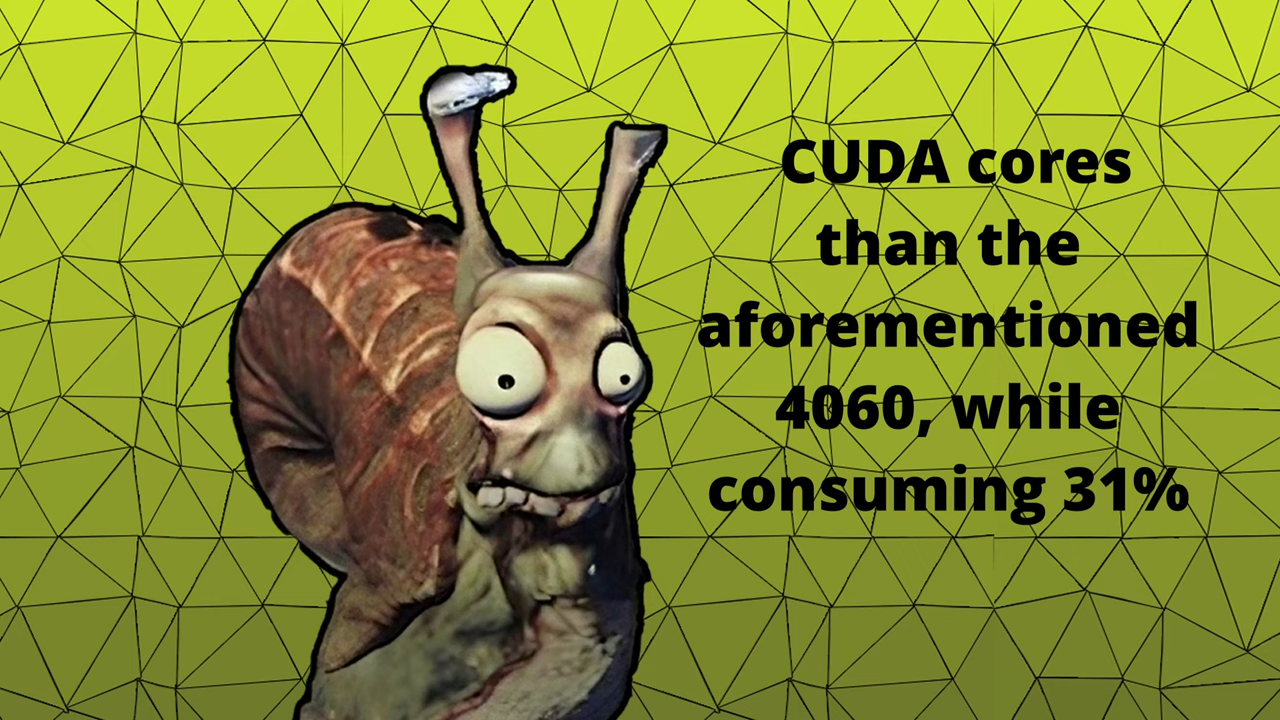 CUDA cores
than the
aforementioned
4060, while
consuming 31%